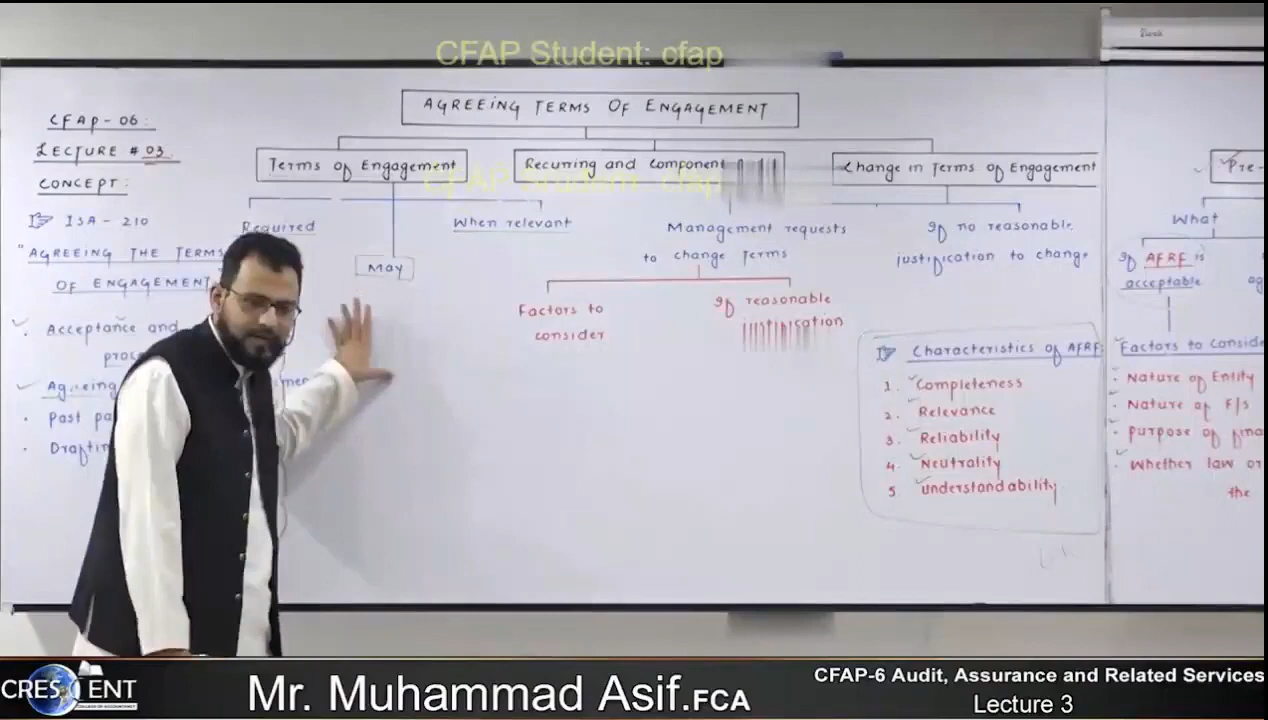 CFAP Student: cfap
CFAP-06:
LECTURE # 03
CONCEPT:
ISA-210
"AGREEING THE TERMS
OF ENGAGEMENT
Acceptance and
Agreeing
Past
AGREEING TERMS OF ENGAGEMENT
Terms of Engagement
Recurring and Component
Change in Terms of Engagement
CFAP Student: cfap
Required
May
When relevant
Management requests
to change terms
If no reasonable
justification to change
Factors to
consider
If reasonable
Characteristics of AFRF:
1. Completeness
2. Relevance
3. Reliability
4. Neutrality
5 Understandability
Pre-
What
If AFRF is
acceptable
Factors to Conside
• Nature of Entity
• Nature of F/S
• Purpose of fina
• Whether law or
the
CRESCENT
Mr. Muhammad Asif.FCA
CFAP-6 Audit, Assurance and Related Services
Lecture 3